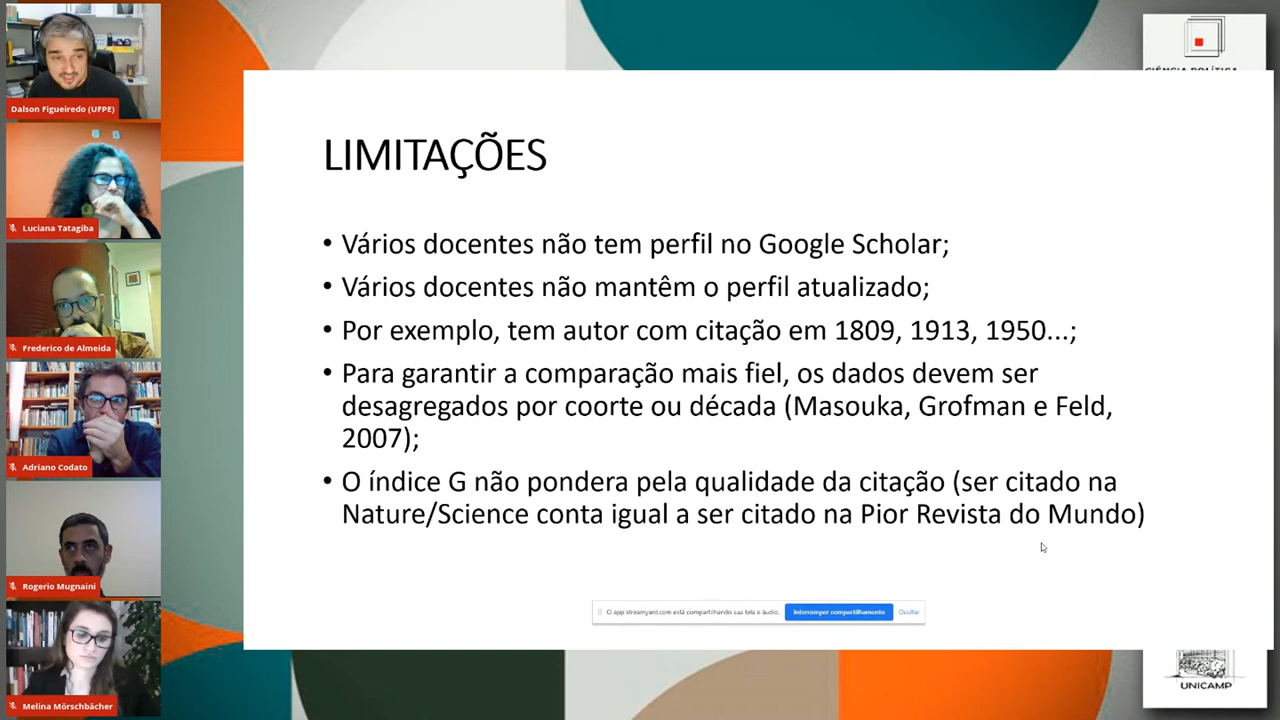 Dalson Figueiredo (UFPE)
Luciana Tatagiba
Frederico de Almeida
Adriano Codato
Rogerio Mugnaini
Melina Mörschbächer
CIÊNCIA POLÍTICA
LIMITAÇÕES
• Vários docentes não tem perfil no Google Scholar;
• Vários docentes não mantêm o perfil atualizado;
• Por exemplo, tem autor com citação em 1809, 1913, 1950...;
• Para garantir a comparação mais fiel, os dados devem ser
desagregados por coorte ou década (Masouka, Grofman e Feld,
2007);
• O índice G não pondera pela qualidade da citação (ser citado na
Nature/Science conta igual a ser citado na Pior Revista do Mundo)
O app streamyard.com está compartilhando sua tela e áudio.
Interromper compartilhamento
Ocultar
UNICAMP